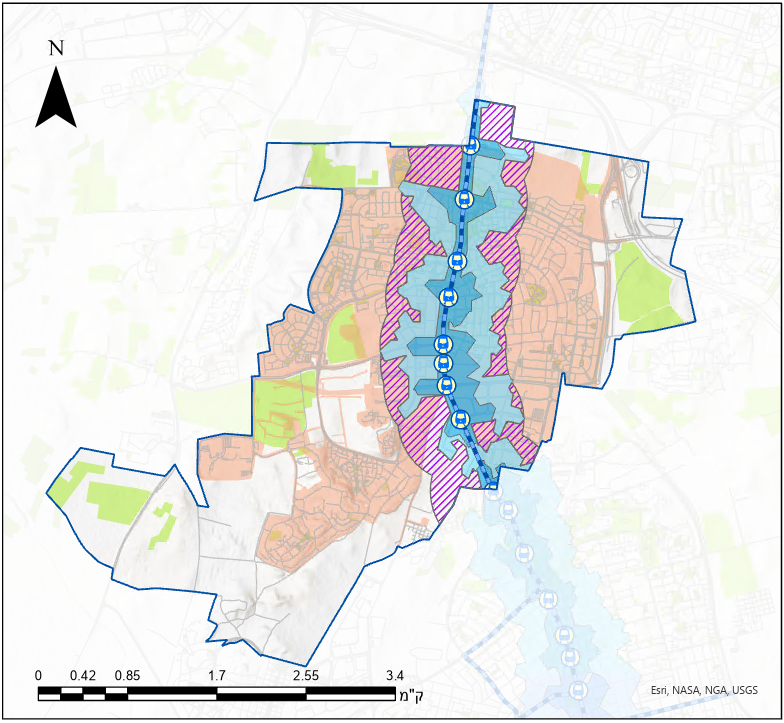 N
0 0.42 0.85 1.7 2.55 3.4
ק"מ
Esri, NASA, NGA, USGS